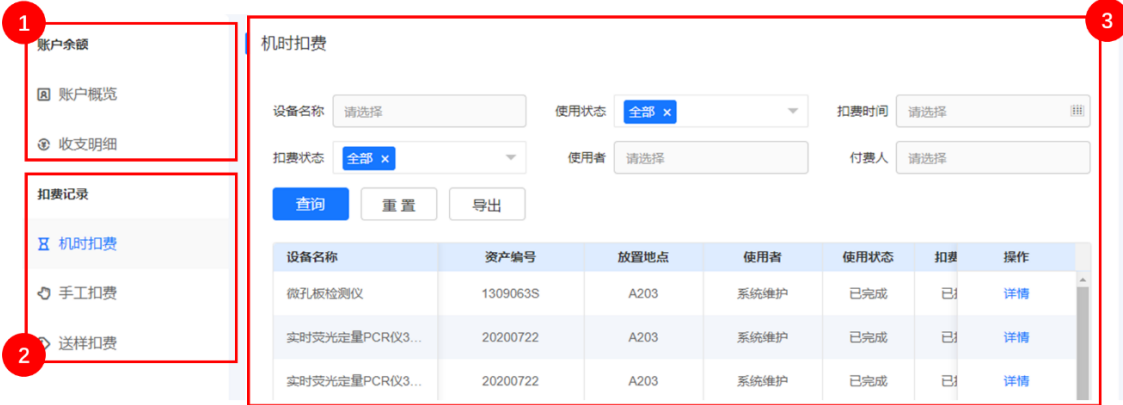 1
账户余额
账户概览
收支明细
扣费记录
机时扣费
手工扣费
送样扣费
2
3
机时扣费
设备名称 请选择 使用状态 全部 × 扣费时间 请选择
扣费状态 全部 × 使用者 请选择 付费人 请选择
查询 重置 导出
设备名称 资产编号 放置地点 使用者 使用状态 扣费 操作
微孔板检测仪 1309063S A203 系统维护 已完成 已 详情
实时荧光定量PCR仪3... 20200722 A203 系统维护 已完成 已 详情
实时荧光定量PCR仪3... 20200722 A203 系统维护 已完成 已 详情